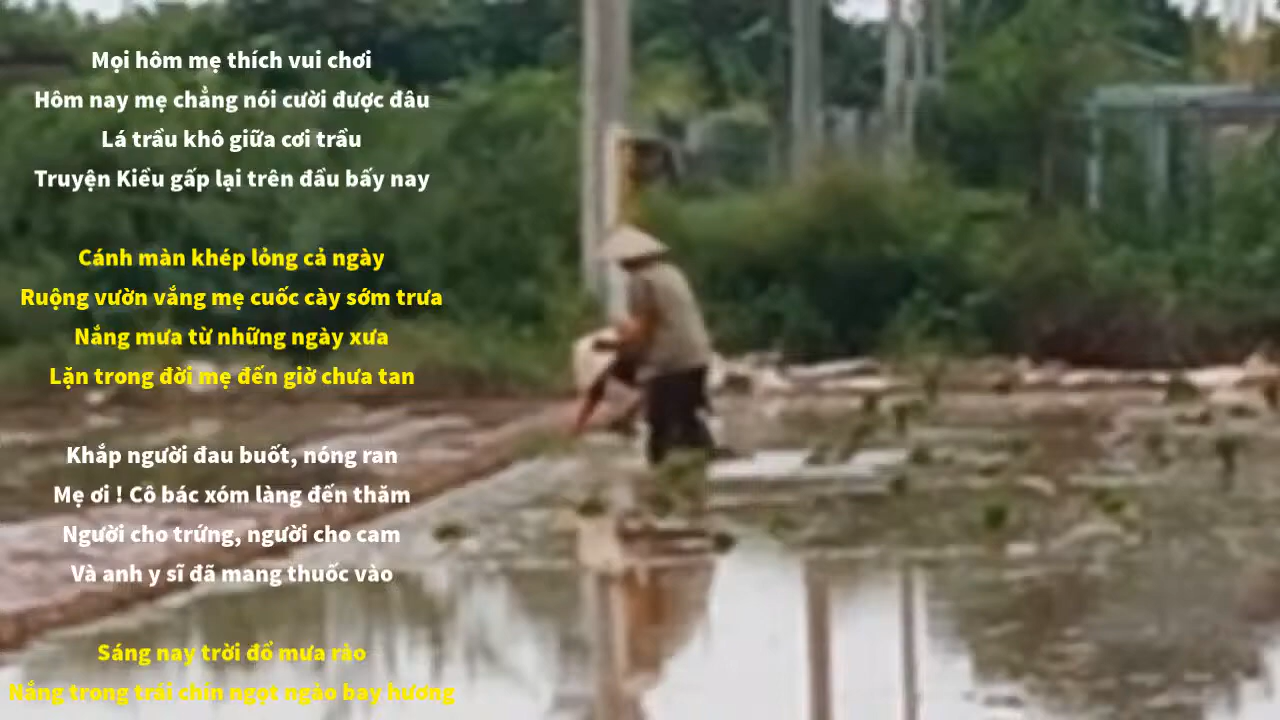 Mọi hôm mẹ thích vui chơi
Hôm nay mẹ chẳng nói cười được đâu
Lá trầu khô giữa cơi trầu
Truyện Kiều gấp lại trên đầu bấy nay
Cánh màn khép lỏng cả ngày
Ruộng vườn vắng mẹ cuốc cày sớm trưa
Nắng mưa từ những ngày xưa
Lặn trong đời mẹ đến giờ chưa tan
Khắp người đau buốt, nóng ran
Mẹ ơi ! Cô bác xóm làng đến thăm
Người cho trứng, người cho cam
Và anh y sĩ đã mang thuốc vào
Sáng nay trời đổ mưa rào
Nắng trong trái chín ngọt ngào bay hương